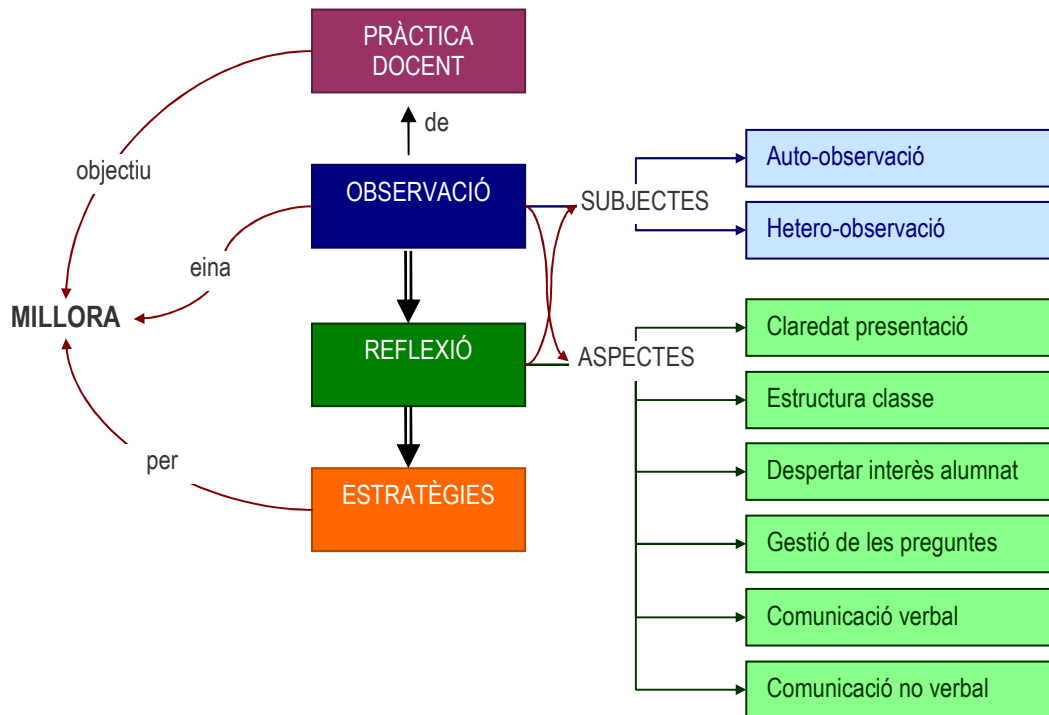 PRÀCTICA
DOCENT
de
objectiu
OBSERVACIÓ
SUBJECTES
Auto-observació
Hetero-observació
eina
MILLORA
REFLEXIÓ
ASPECTES
Claredat presentació
Estructura classe
Despertar interès alumnat
Gestió de les preguntes
Comunicació verbal
Comunicació no verbal
per
ESTRATÈGIES